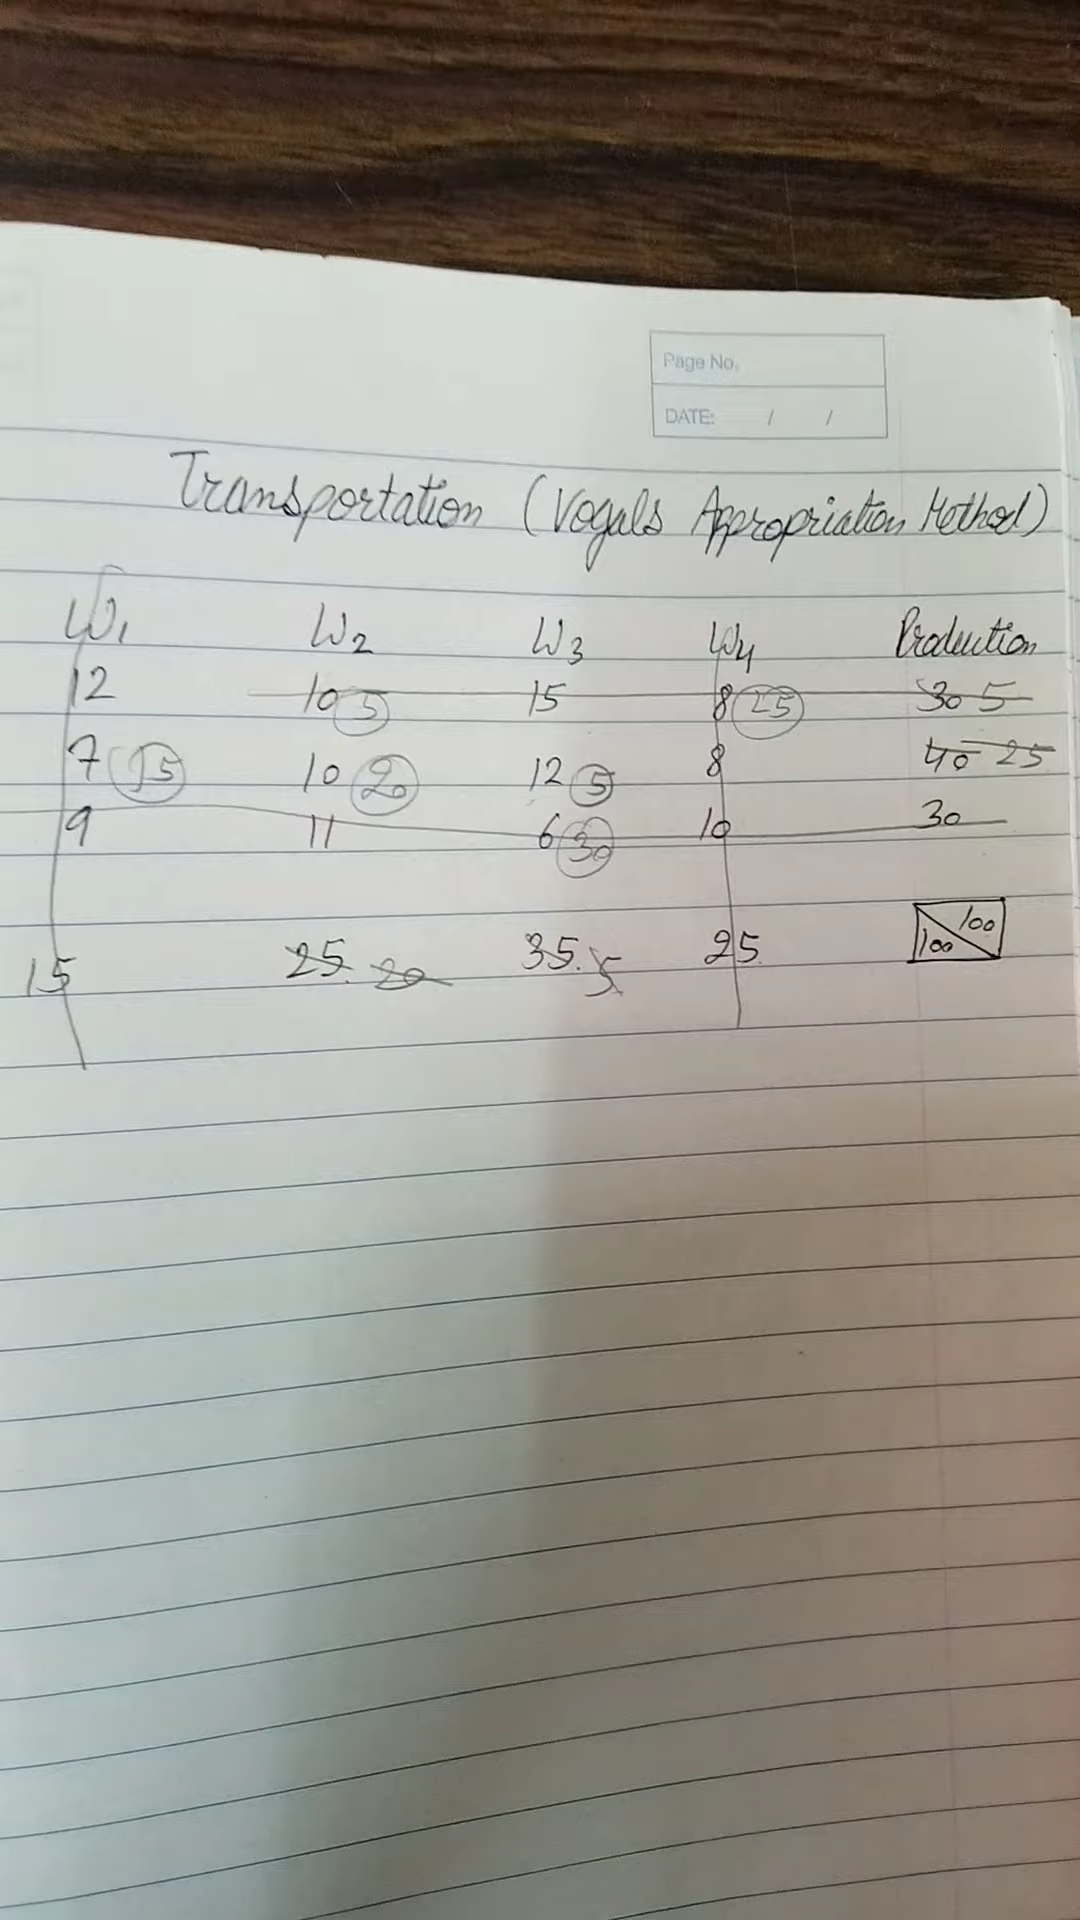 Page No.
DATE: / /
Transportation (Vogals Appropriation Method)
W1 W2 W3 W4 Production
12 10 5 15 8 25 30 5
7 15 10 20 12 5 8 40 25
9 11 6 30 10 30
15 25 20 35 5 25 100 100